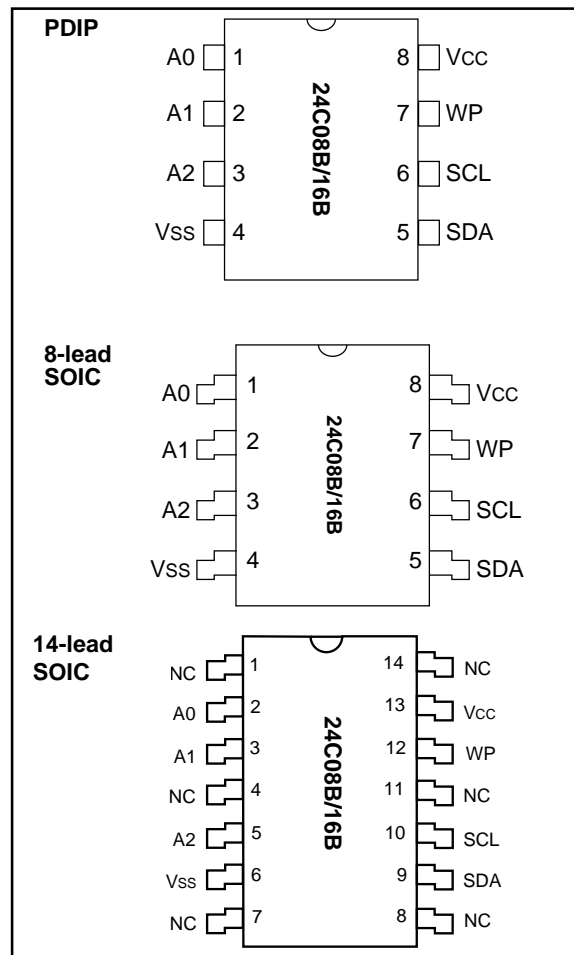 PDIP
A0 1 8 VCC
A1 2 7 WP
A2 3 6 SCL
VSS 4 5 SDA
24C08B/16B
8-lead
SOIC
A0 1 8 VCC
A1 2 7 WP
A2 3 6 SCL
VSS 4 5 SDA
24C08B/16B
14-lead
SOIC
NC 1 14 NC
A0 2 13 VCC
A1 3 12 WP
NC 4 11 NC
A2 5 10 SCL
VSS 6 9 SDA
NC 7 8 NC
24C08B/16B